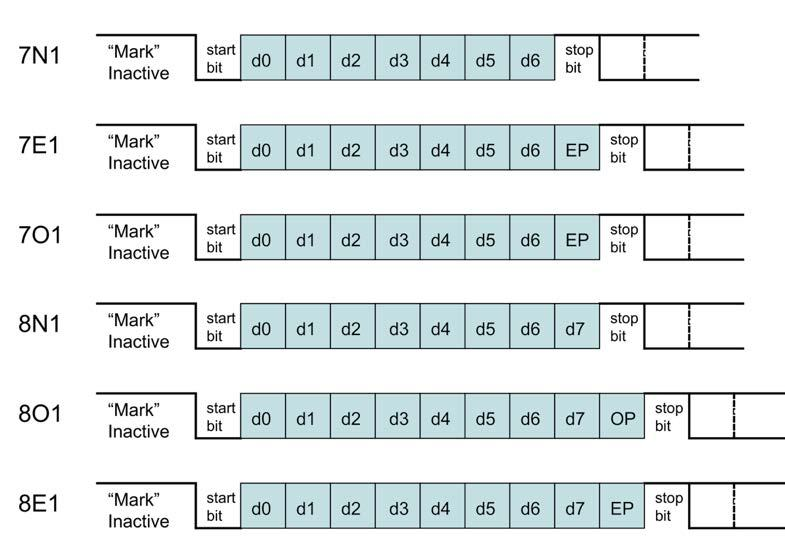 7N1 “Mark” start d0 d1 d2 d3 d4 d5 d6 stop
Inactive bit bit
7E1 “Mark” start d0 d1 d2 d3 d4 d5 d6 EP stop
Inactive bit bit
7O1 “Mark” start d0 d1 d2 d3 d4 d5 d6 EP stop
Inactive bit bit
8N1 “Mark” start d0 d1 d2 d3 d4 d5 d6 d7 stop
Inactive bit bit
8O1 “Mark” start d0 d1 d2 d3 d4 d5 d6 d7 OP stop
Inactive bit bit
8E1 “Mark” start d0 d1 d2 d3 d4 d5 d6 d7 EP stop
Inactive bit bit